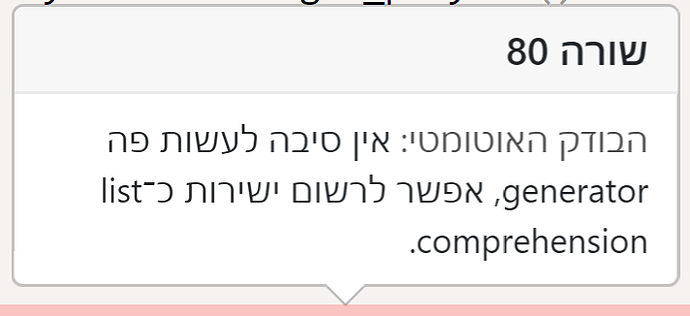 שורה 80
הבודק האוטומטי: אין סיבה לעשות פה
generator, אפשר לרשום ישירות כ־list
comprehension.